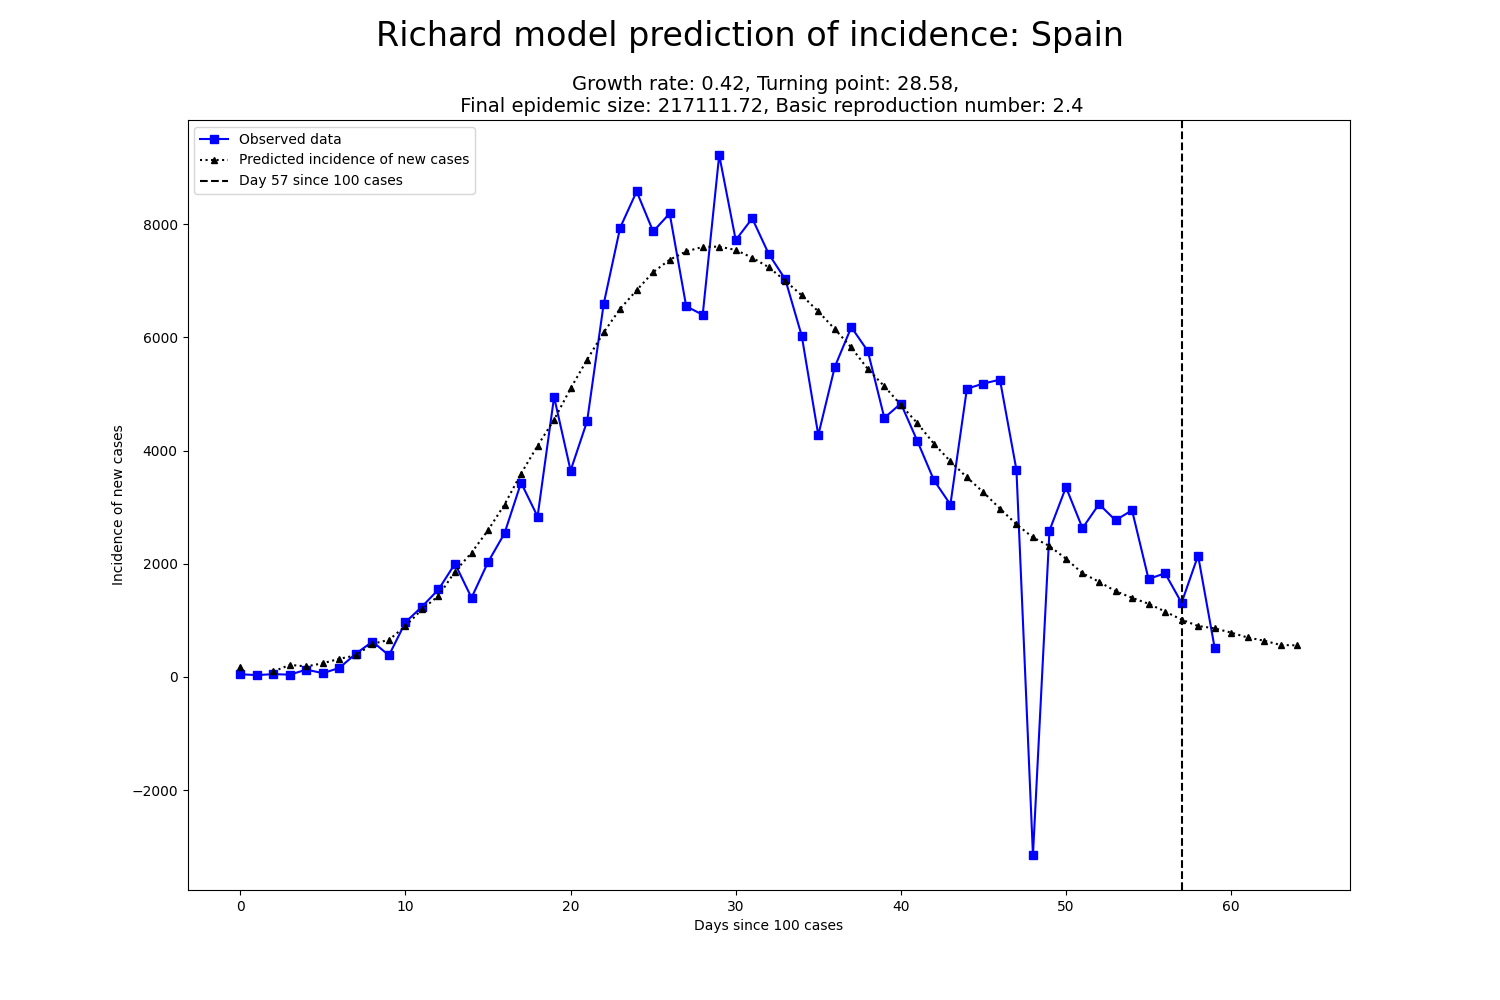 Richard model prediction of incidence: Spain
Growth rate: 0.42, Turning point: 28.58,
Final epidemic size: 217111.72, Basic reproduction number: 2.4
Observed data
Predicted incidence of new cases
Day 57 since 100 cases
8000
6000
4000
2000
0
−2000
Incidence of new cases
0 10 20 30 40 50 60
Days since 100 cases